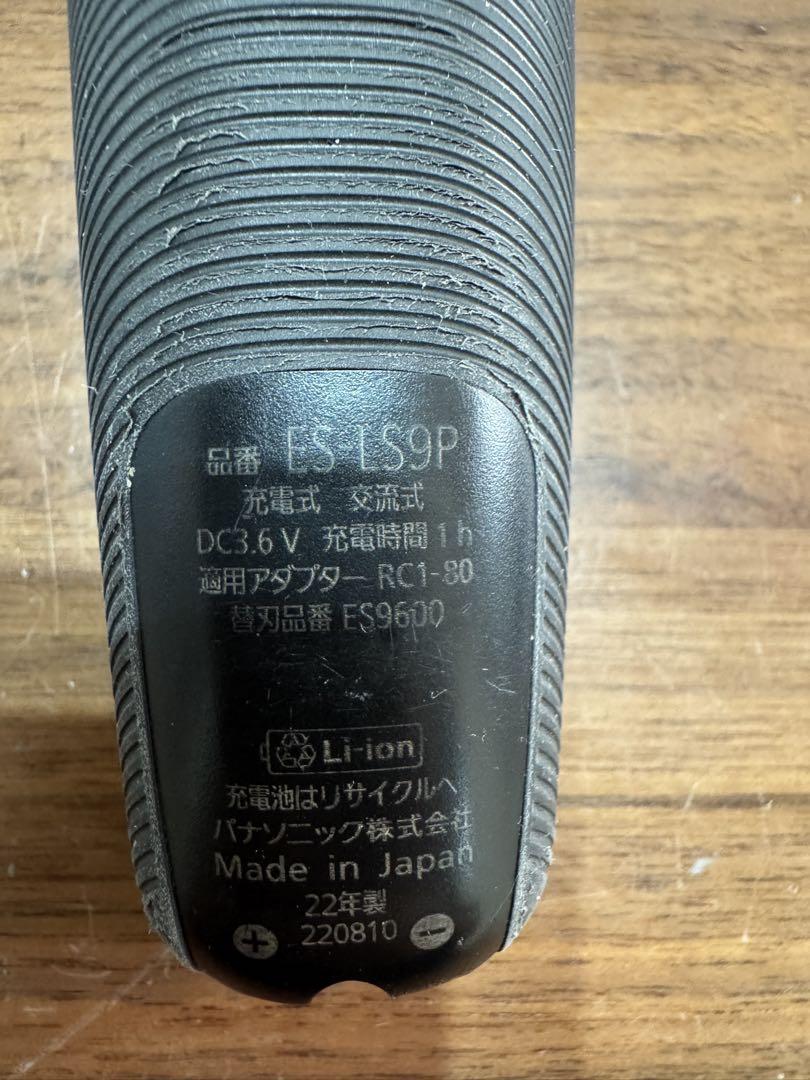 品番 ES-LS9P
充電式 交流式
DC3.6V 充電時間1h
適用アダプター RC1-80
替刃品番 ES9600
Li-ion
充電池はリサイクルへ
パナソニック株式会社
Made in Japan
22年製
220810